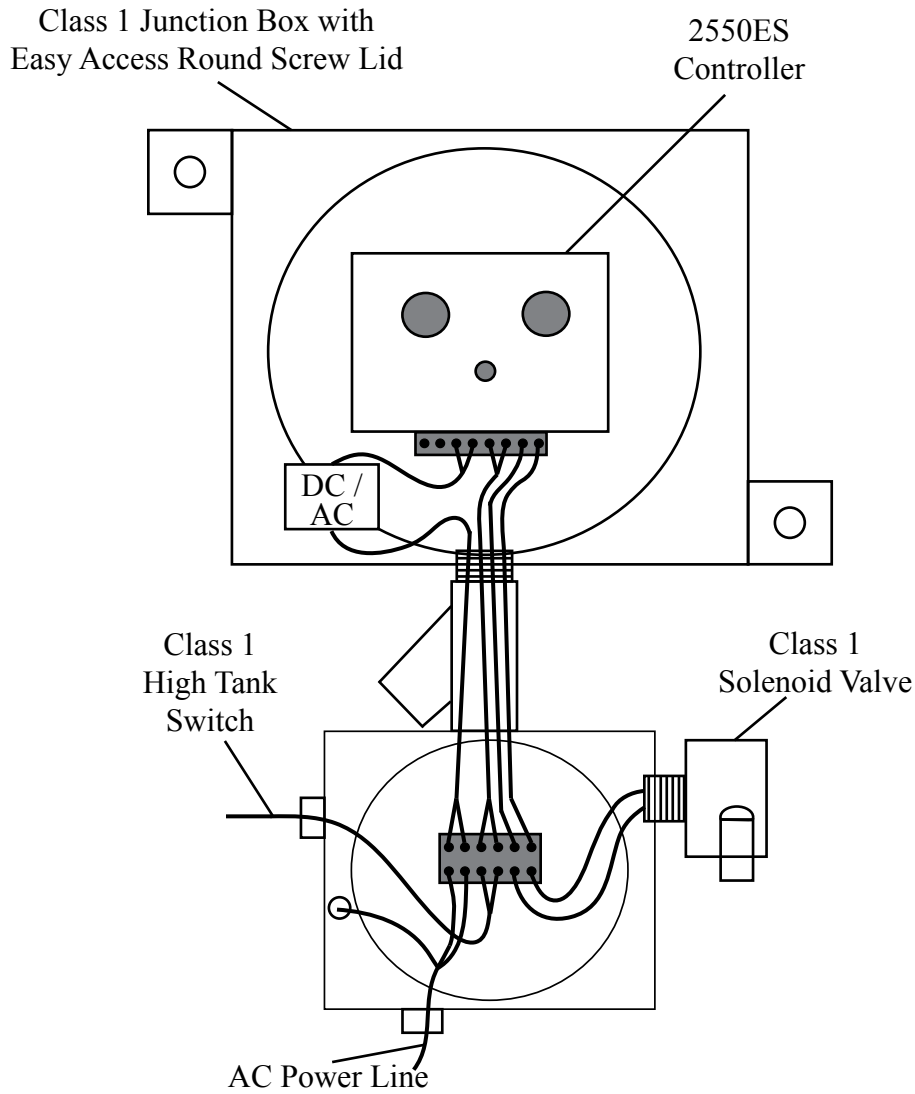 Class 1 Junction Box with
Easy Access Round Screw Lid
2550ES
Controller
DC /
AC
Class 1
High Tank
Switch
Class 1
Solenoid Valve
AC Power Line